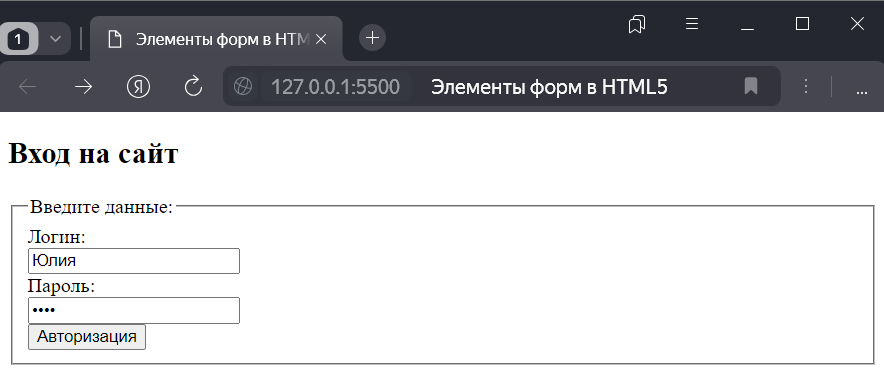 1
Элементы форм в HTM
Я
127.0.0.1:5500 Элементы форм в HTML5
...
Вход на сайт
Введите данные:
Логин:
Юлия
Пароль:
••••
Авторизация